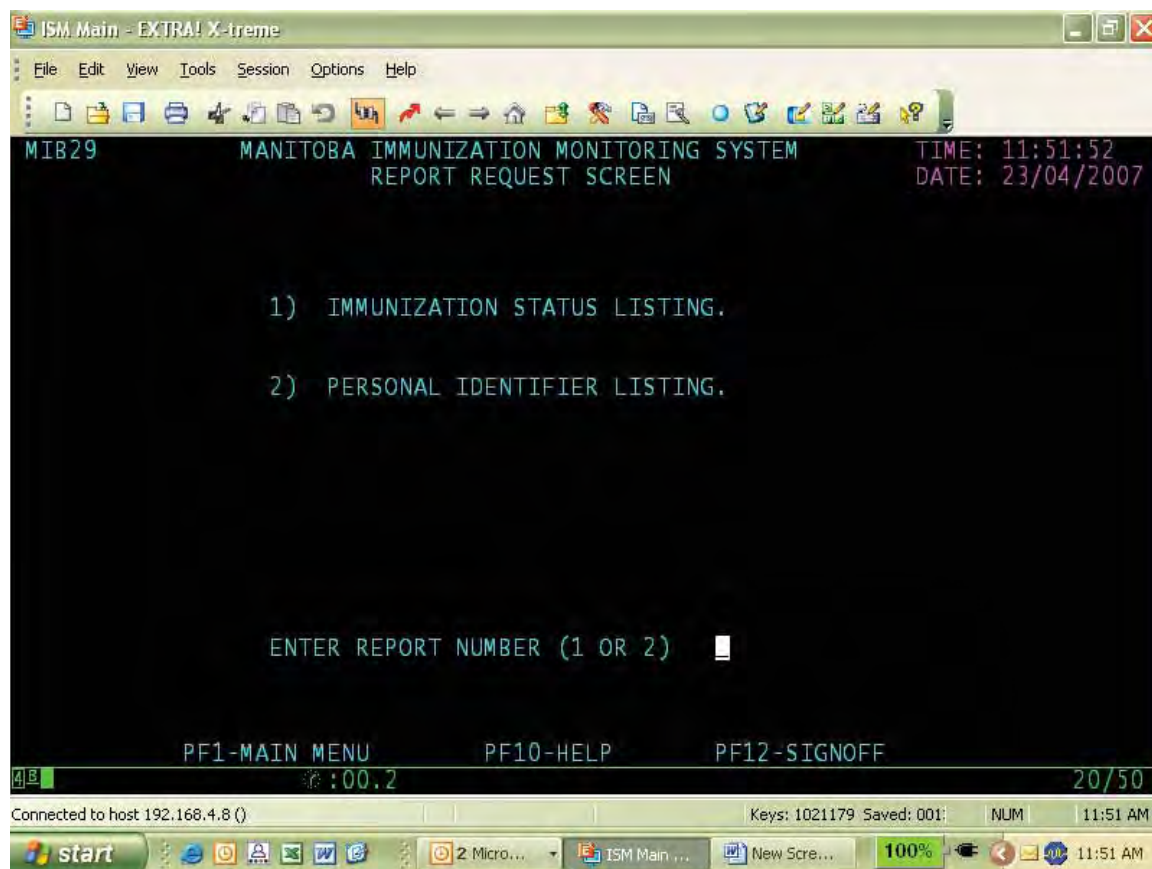 ISM Main - EXTRA! X-treme
File Edit View Tools Session Options Help
MIB29 MANITOBA IMMUNIZATION MONITORING SYSTEM TIME: 11:51:52
REPORT REQUEST SCREEN DATE: 23/04/2007
1) IMMUNIZATION STATUS LISTING.
2) PERSONAL IDENTIFIER LISTING.
ENTER REPORT NUMBER (1 OR 2) _
PF1-MAIN MENU PF10-HELP PF12-SIGNOFF
4B :00.2 20/50
Connected to host 192.168.4.8 () Keys: 1021179 Saved: 001 NUM 11:51 AM
start 2 Micro... ISM Main ... New Scre... 100% 11:51 AM